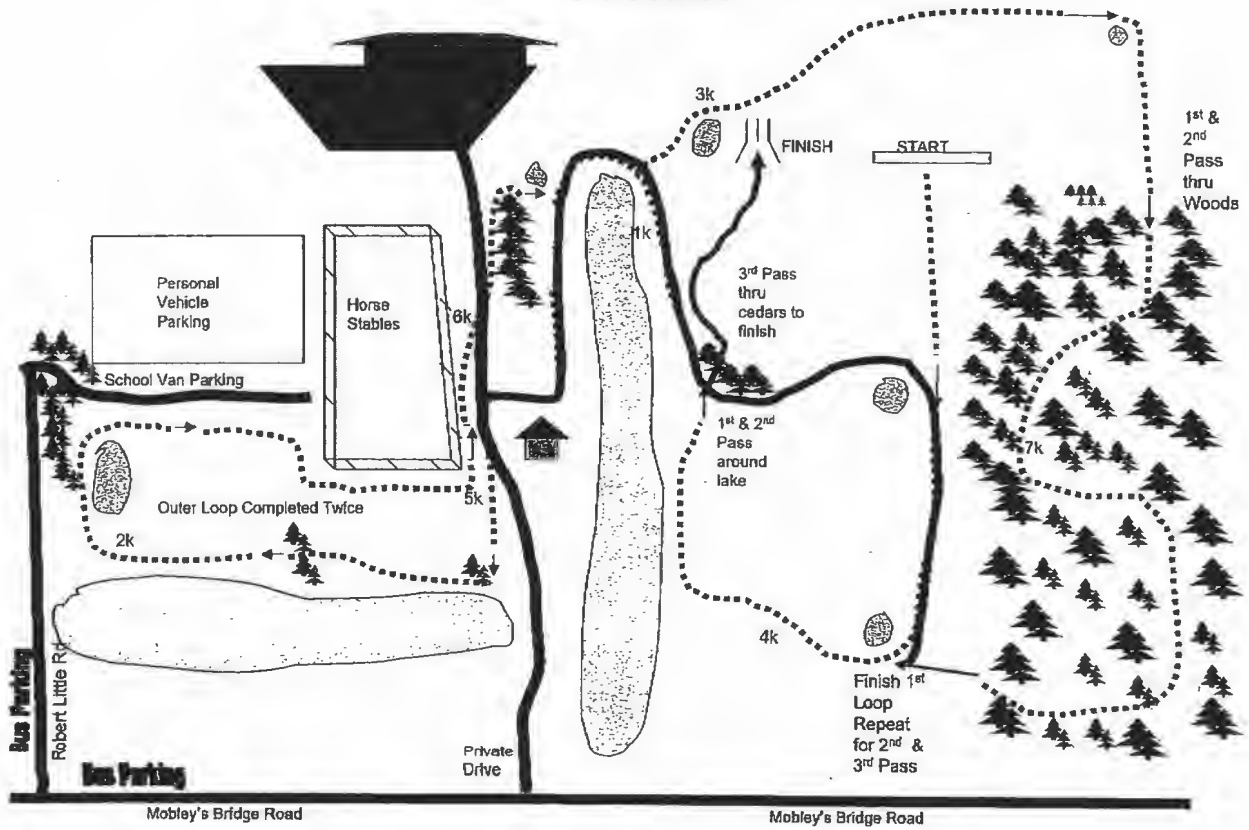 3k
FINISH
START
1st &
2nd
Pass
thru
Woods
1k
Personal
Vehicle
Parking
Horse
Stables
6k
3rd Pass
thru
cedars to
finish
School Van Parking
1st & 2nd
Pass
around
lake
7k
5k
Outer Loop Completed Twice
2k
4k
Finish 1st
Loop
Repeat
for 2nd &
3rd Pass
Bus Parking
Robert Little Rd
Private
Drive
Bus Parking
Mobley's Bridge Road
Mobley's Bridge Road